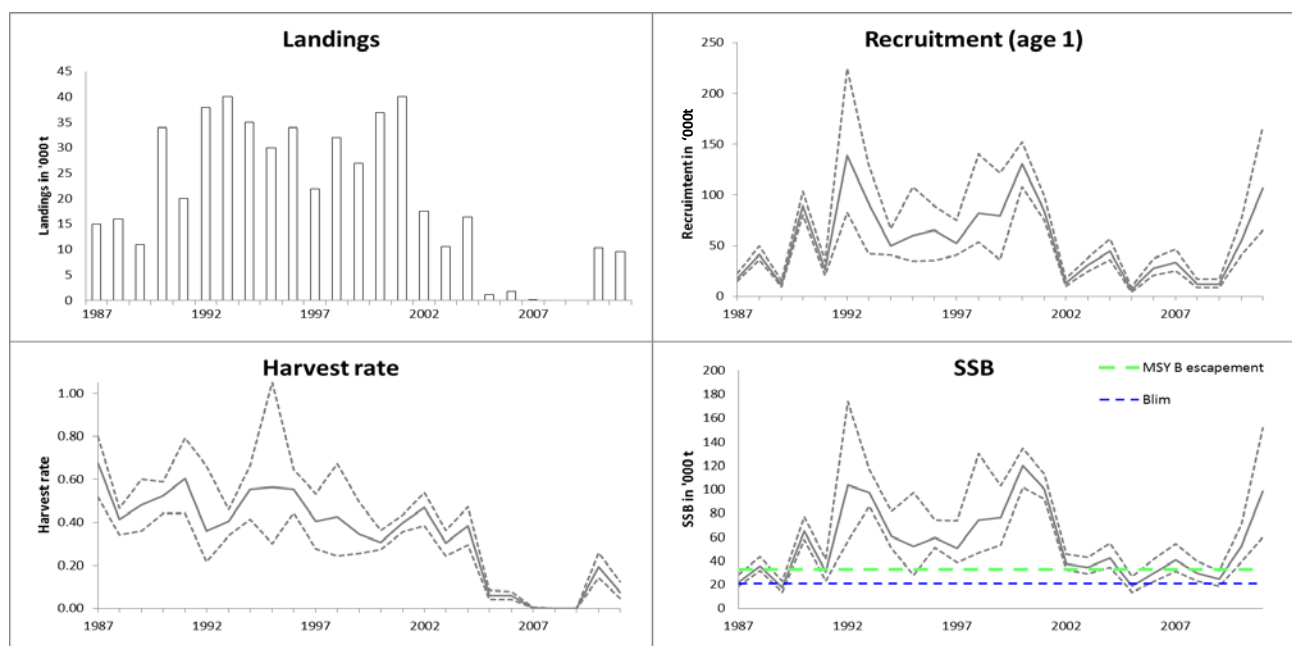 Landings
45
40
35
30
25
20
15
10
5
0
Landings in '000 t
1987 1992 1997 2002 2007
Recruitment (age 1)
250
200
150
100
50
0
Recruimtent in '000t
1987 1992 1997 2002 2007
Harvest rate
1.00
0.80
0.60
0.40
0.20
0.00
Harvest rate
1987 1992 1997 2002 2007
SSB
200
180
160
140
120
100
80
60
40
20
0
SSB in '000 t
MSY B escapement
Blim
1987 1992 1997 2002 2007